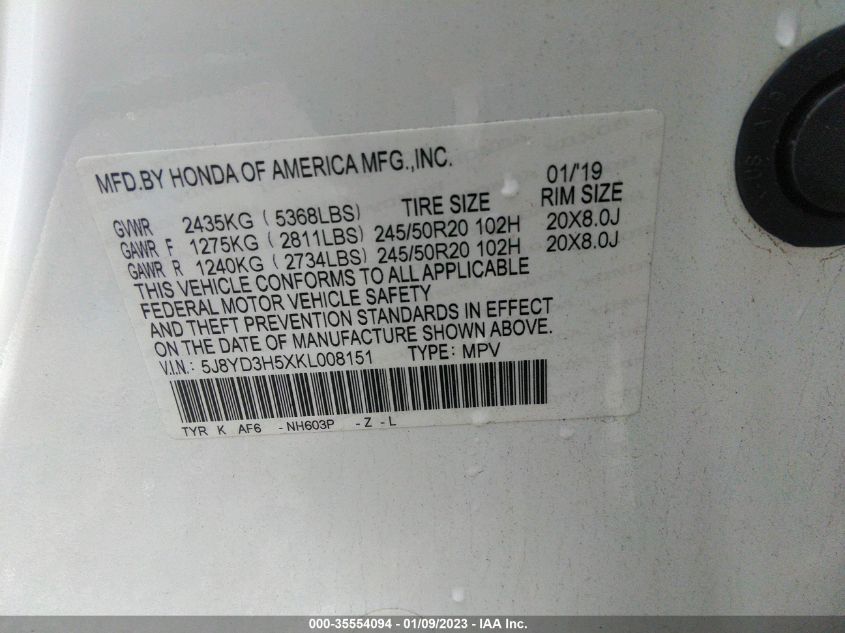 MFD.BY HONDA OF AMERICA MFG.,INC. 01/'19
TIRE SIZE RIM SIZE
GVWR 2435KG ( 5368LBS)
GAWR F 1275KG ( 2811LBS) 245/50R20 102H 20X8.0J
GAWR R 1240KG ( 2734LBS) 245/50R20 102H 20X8.0J
THIS VEHICLE CONFORMS TO ALL APPLICABLE
FEDERAL MOTOR VEHICLE SAFETY
AND THEFT PREVENTION STANDARDS IN EFFECT
ON THE DATE OF MANUFACTURE SHOWN ABOVE.
V.I.N.: 5J8YD3H5XKL008151 TYPE: MPV
TYR K AF6 -NH603P -Z -L
000-35554094 - 01/09/2023 - IAA Inc.